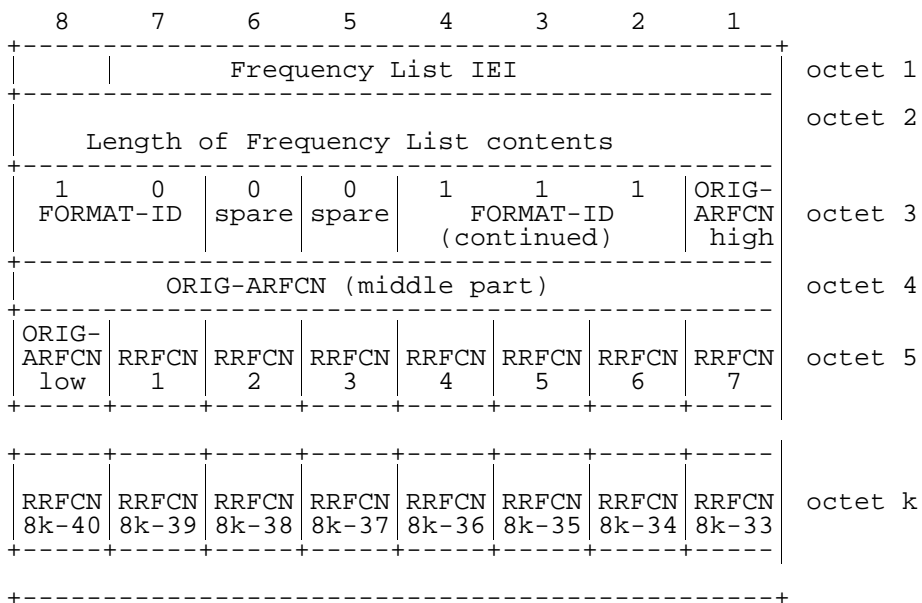 8 7 6 5 4 3 2 1
+-----------------------------------------------+
| | Frequency List IEI | octet 1
+-----------------------------------------------
| octet 2
Length of Frequency List contents
+-----------------------------------------------
1 0 | 0 | 0 | 1 1 1 | ORIG-
FORMAT-ID | spare | spare | FORMAT-ID | ARFCN | octet 3
(continued) | high
+-----------------------------------------------
ORIG-ARFCN (middle part) | octet 4
+-----------------------------------------------
ORIG-
ARFCN | RRFCN | RRFCN | RRFCN | RRFCN | RRFCN | RRFCN | RRFCN | octet 5
low | 1 | 2 | 3 | 4 | 5 | 6 | 7
+-----+-----+-----+-----+-----+-----+-----+-----
+-----+-----+-----+-----+-----+-----+-----+-----
RRFCN | RRFCN | RRFCN | RRFCN | RRFCN | RRFCN | RRFCN | RRFCN | octet k
8k-40 | 8k-39 | 8k-38 | 8k-37 | 8k-36 | 8k-35 | 8k-34 | 8k-33
+-----+-----+-----+-----+-----+-----+-----+-----
+-----------------------------------------------+